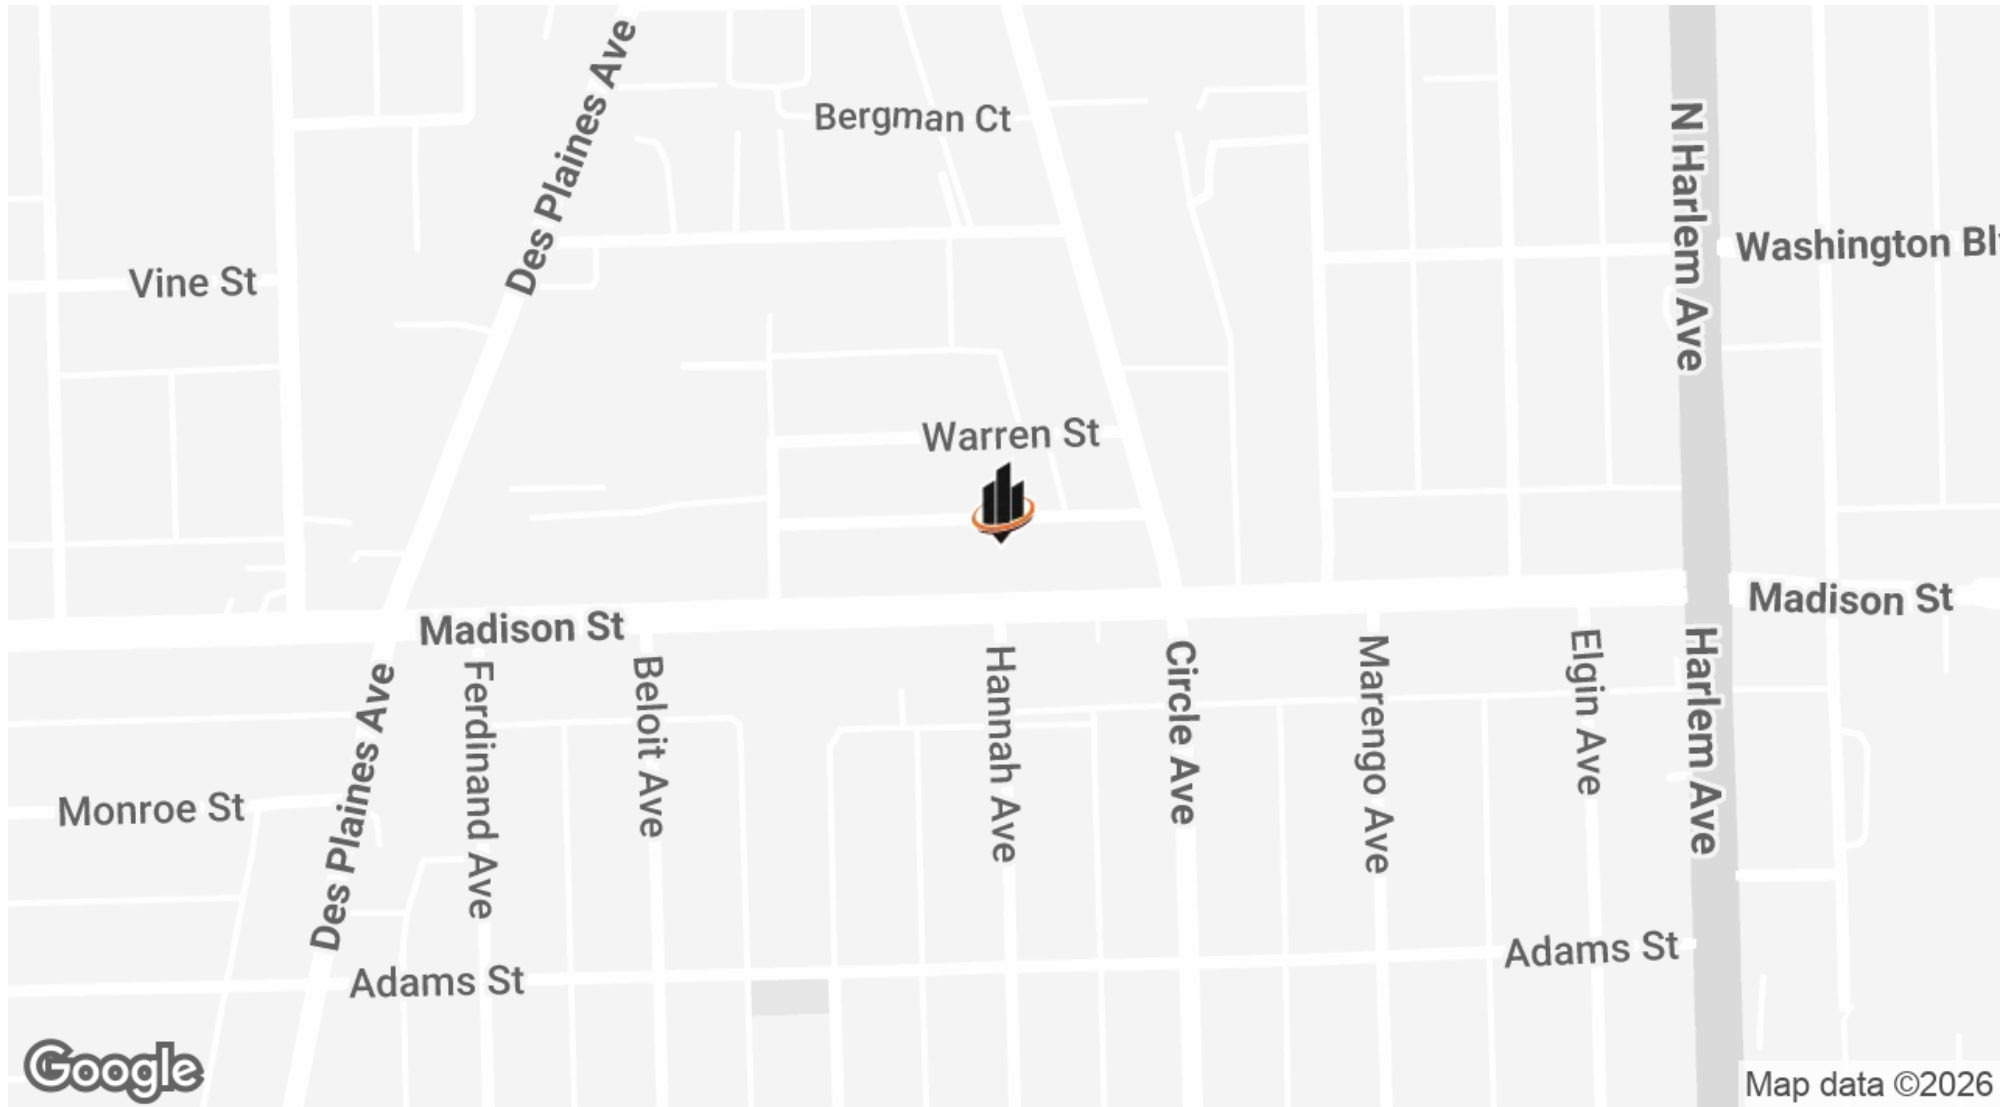 Des Plaines Ave
Bergman Ct
N Harlem Ave
Washington Bl
Vine St
Warren St
Madison St
Madison St
Des Plaines Ave
Ferdinand Ave
Beloit Ave
Hannah Ave
Circle Ave
Marengo Ave
Elgin Ave
Harlem Ave
Monroe St
Adams St
Adams St
Google
Map data ©2026